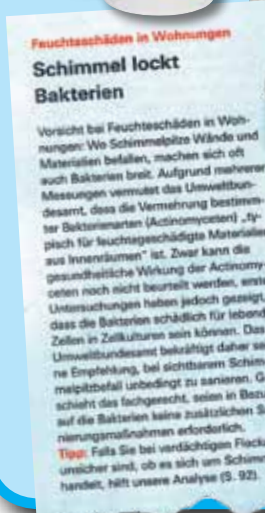 Feuchteschäden in Wohnungen
Schimmel lockt
Bakterien
Vorsicht bei Feuchteschäden in Woh-
nungen: Wo Schimmelpilze Wände und
Materialien befallen, machen sich oft
auch Bakterien breit. Aufgrund mehrerer
Messungen vermutet das Umweltbun-
desamt, dass die Vermehrung bestimm-
ter Bakterienarten (Actinomyceten) „ty-
pisch für feuchtegeschädigte Materialien
aus Innenräumen“ ist. Zwar kann die
gesundheitliche Wirkung der Actinomy-
ceten noch nicht beurteilt werden, erste
Untersuchungen haben jedoch gezeigt,
dass die Bakterien schädlich für lebende
Zellen in Zellkulturen sein können. Das
Umweltbundesamt bekräftigt daher sei-
ne Empfehlung, bei sichtbarem Schim-
melpilzbefall unbedingt zu sanieren. Ge-
schieht das fachgerecht, seien in Bezug
auf die Bakterien keine zusätzlichen Sa-
nierungsmaßnahmen erforderlich.
Tipp: Falls Sie bei verdächtigen Flecken
unsicher sind, ob es sich um Schimmel
handelt, hilft unsere Analyse (S. 92).